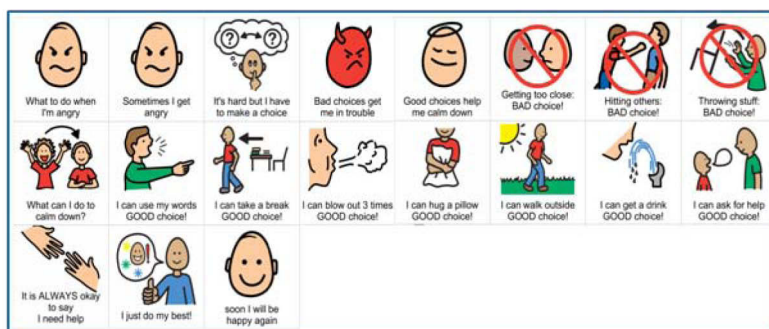 What to do when
I'm angry
Sometimes I get
angry
It's hard but I have
to make a choice
Bad choices get
me in trouble
Good choices help
me calm down
Getting too close:
BAD choice!
Hitting others:
BAD choice!
Throwing stuff:
BAD choice!
What can I do to
calm down?
I can use my words
GOOD choice!
I can take a break
GOOD choice!
I can blow out 3 times
GOOD choice!
I can hug a pillow
GOOD choice!
I can walk outside
GOOD choice!
I can get a drink
GOOD choice!
I can ask for help
GOOD choice!
It is ALWAYS okay
to say
I need help
I just do my best!
soon I will be
happy again